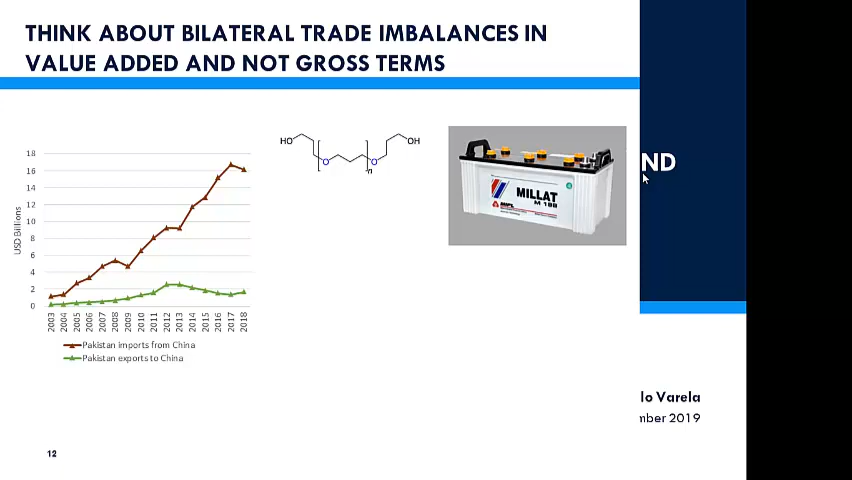 THINK ABOUT BILATERAL TRADE IMBALANCES IN
VALUE ADDED AND NOT GROSS TERMS
18
16
14
12
10
8
6
4
2
0
USD Billions
2003 2004 2005 2006 2007 2008 2009 2010 2011 2012 2013 2014 2015 2016 2017 2018
Pakistan imports from China
Pakistan exports to China
HO O O OH
n
MILLAT
M 188
ND
lo Varela
mber 2019
12